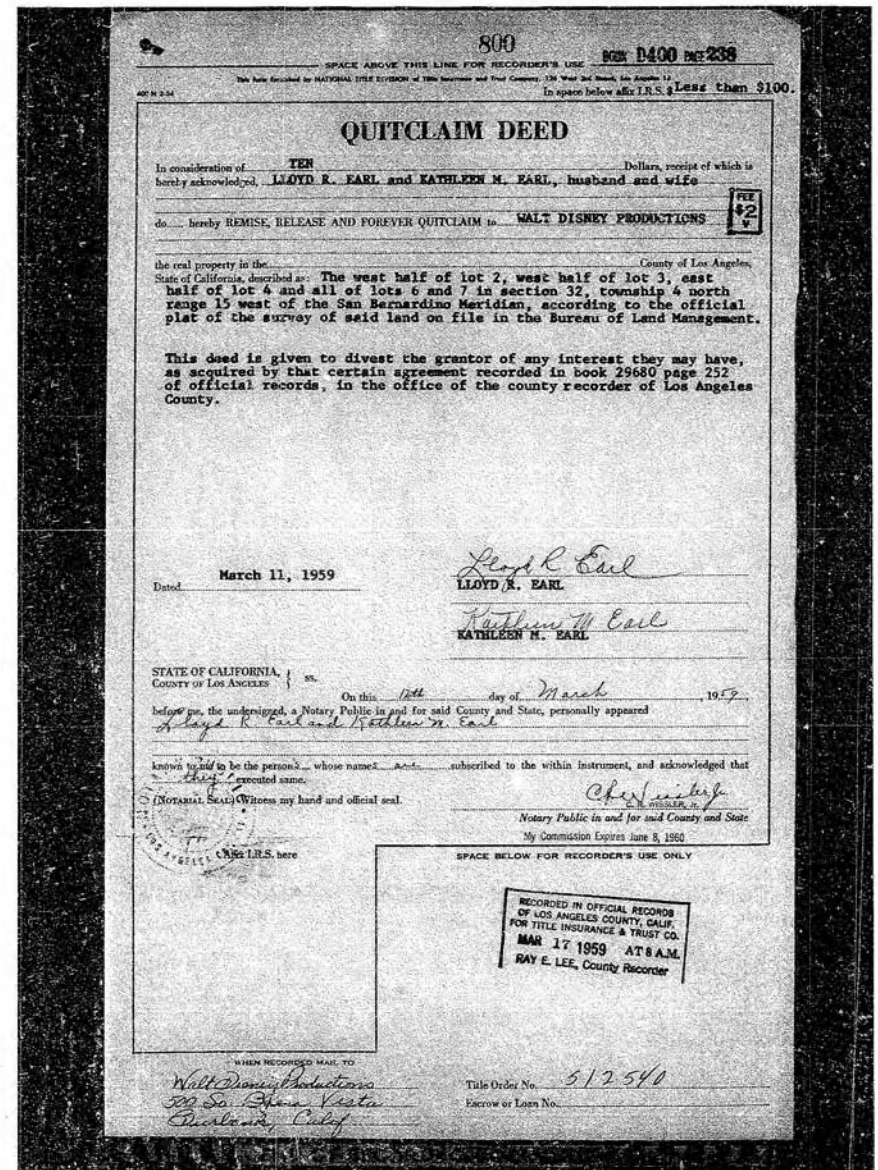 800
BOOK D400 PAGE 238
SPACE ABOVE THIS LINE FOR RECORDER'S USE
This form furnished by NATIONAL TITLE DIVISION of Title Insurance and Trust Company, Los Angeles
In space below affix I.R.S. $ Less than $100.
QUITCLAIM DEED
In consideration of TEN Dollars, receipt of which is
hereby acknowledged, LLOYD R. EARL and KATHLEEN M. EARL, husband and wife
FEE
$2
V
do hereby REMISE, RELEASE AND FOREVER QUITCLAIM to WALT DISNEY PRODUCTIONS
the real property in the County of Los Angeles,
State of California, described as: The west half of lot 2, west half of lot 3, east
half of lot 4 and all of lots 6 and 7 in section 32, township 4 north
range 15 west of the San Bernardino Meridian, according to the official
plat of the survey of said land on file in the Bureau of Land Management.
This deed is given to divest the grantor of any interest they may have,
as acquired by that certain agreement recorded in book 29680 page 252
of official records, in the office of the county recorder of Los Angeles
County.
Dated March 11, 1959
Lloyd R Earl
LLOYD R. EARL
Kathleen M Earl
KATHLEEN M. EARL
STATE OF CALIFORNIA,
COUNTY OF LOS ANGELES
ss.
On this 12th day of March, 1959
before me, the undersigned, a Notary Public in and for said County and State, personally appeared
Lloyd R. Earl and Kathleen M. Earl
known to me to be the persons whose names are subscribed to the within instrument, and acknowledged that
they executed same.
(NOTARIAL SEAL) Witness my hand and official seal.
C. R. WISSLER, Jr.
Notary Public in and for said County and State
My Commission Expires June 8, 1960
Affix I.R.S. here
SPACE BELOW FOR RECORDER'S USE ONLY
RECORDED IN OFFICIAL RECORDS
OF LOS ANGELES COUNTY, CALIF.
FOR TITLE INSURANCE & TRUST CO.
MAR 17 1959 AT 8 A.M.
RAY E. LEE, County Recorder
WHEN RECORDED MAIL TO
Walt Disney Productions
500 So. Buena Vista
Burbank, Calif
Title Order No. 512540
Escrow or Loan No.